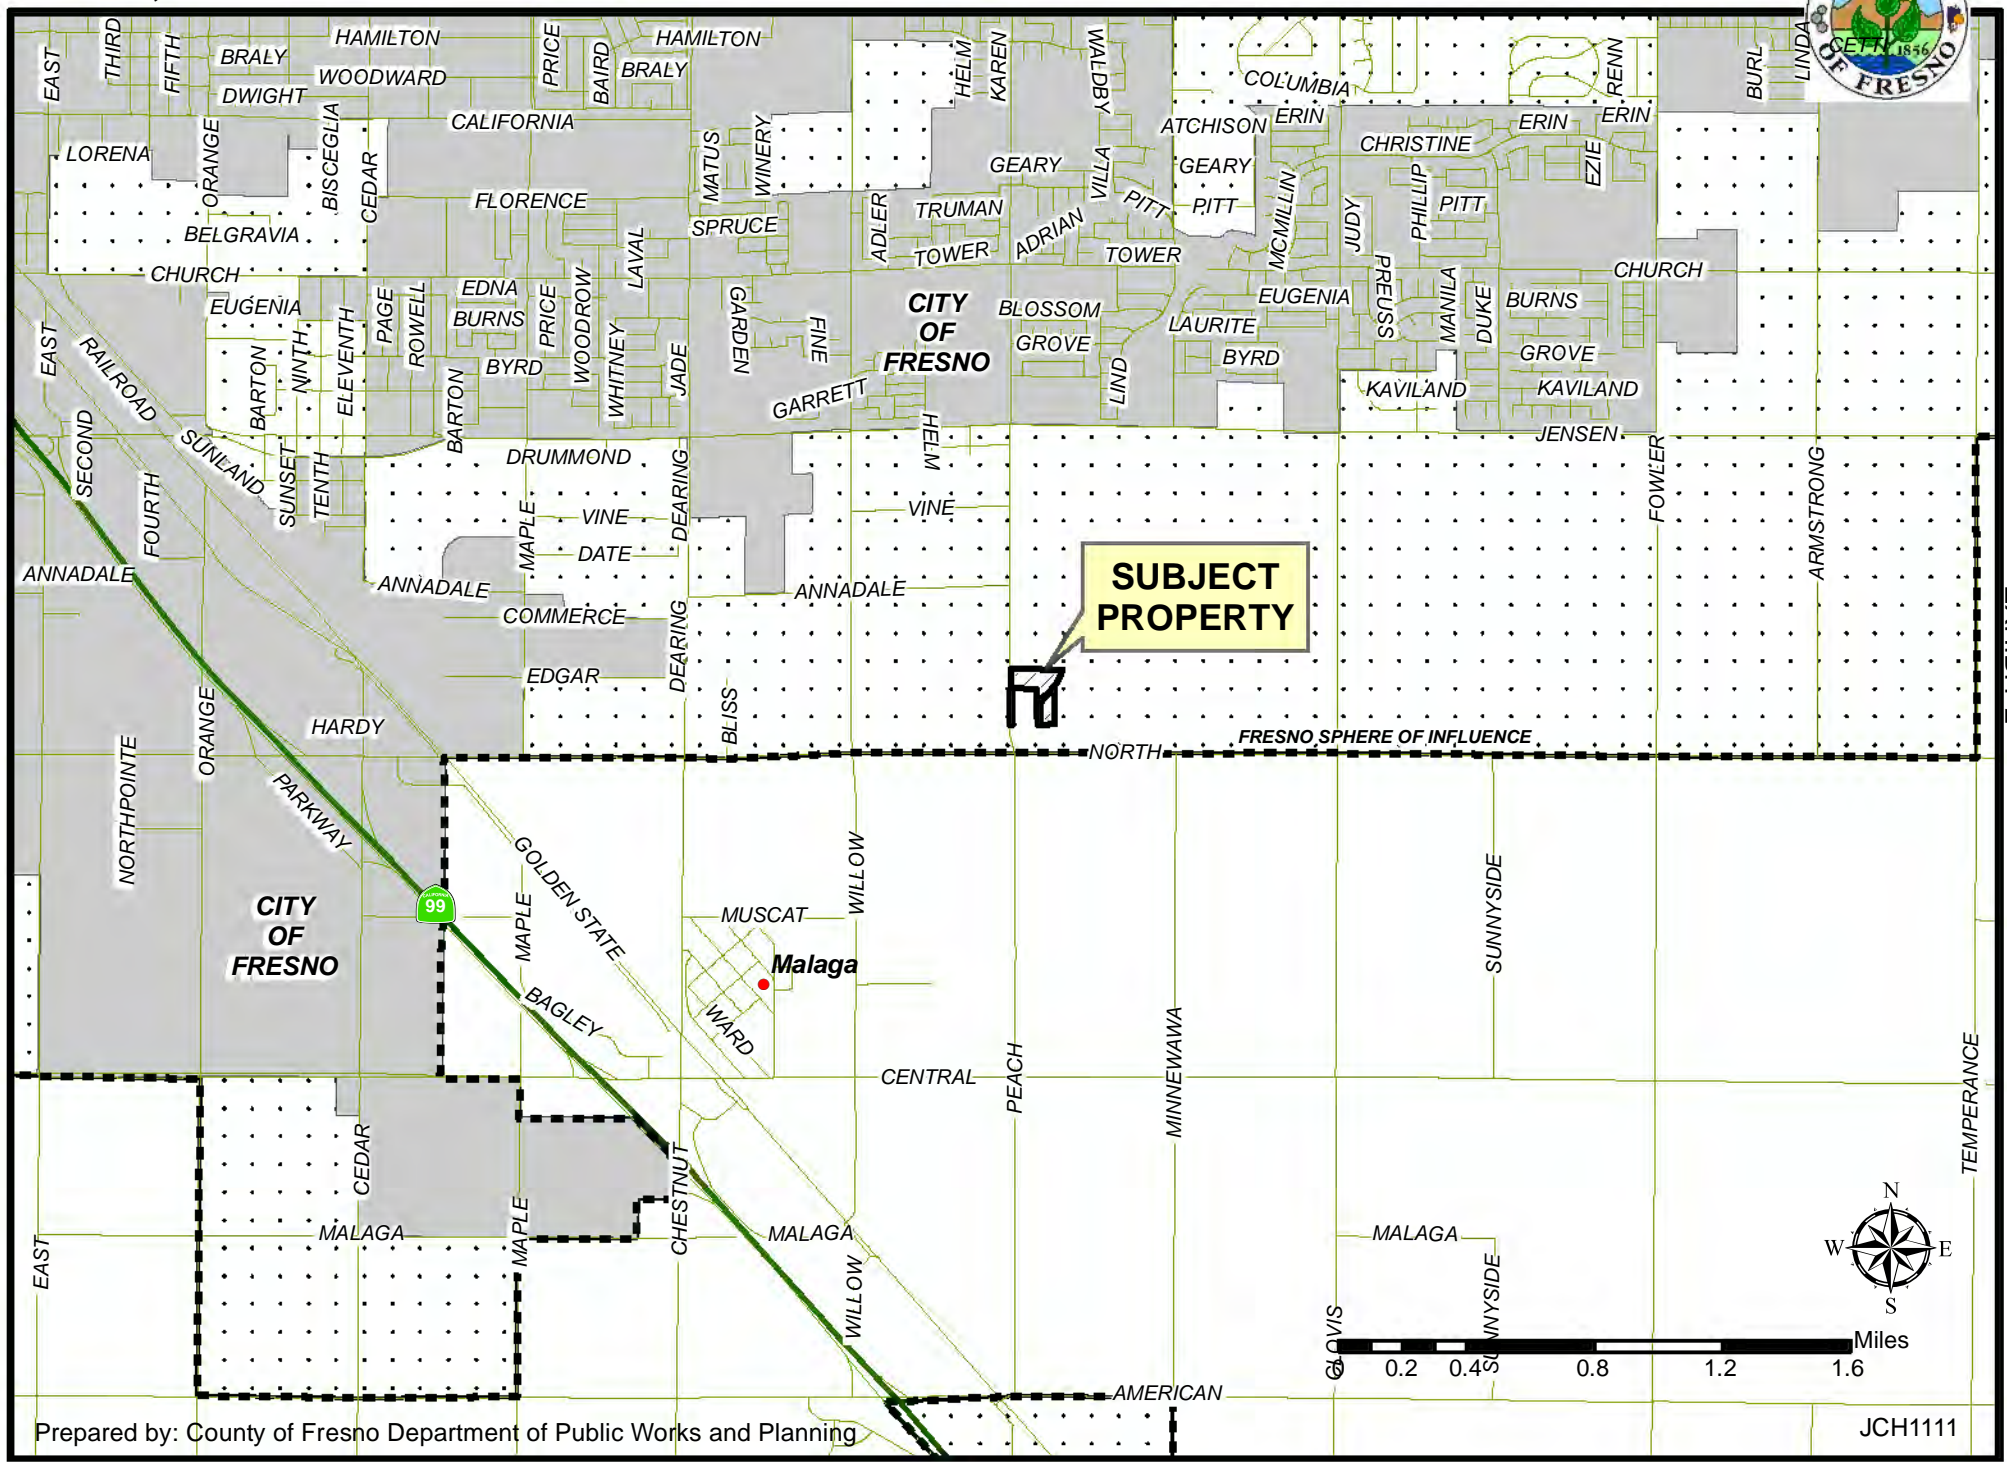 HAMILTON
HAMILTON
EAST
THIRD
FIFTH
BRALY
WOODWARD
DWIGHT
PRICE
BAIRD
BRALY
HELM
KAREN
WALDBY
COLUMBIA
RENN
BURL
LINDA
1856
OF FRESNO
CALIFORNIA
LORENA
ORANGE
BISCEGLIA
CEDAR
MATUS
WINERY
GEARY
VILLA
ATCHISON
ERIN
GEARY
CHRISTINE
ERIN
ERIN
EZIE
FLORENCE
SPRUCE
ADLER
TRUMAN
ADRIAN
PITT
PITT
MCMILLIN
JUDY
PHILLIP
PITT
BELGRAVIA
LAVAL
TOWER
TOWER
CHURCH
CHURCH
EUGENIA
PAGE
ROWELL
EDNA
BURNS
PRICE
WOODROW
GARDEN
FINE
CITY
OF
FRESNO
BLOSSOM
GROVE
LAURITE
EUGENIA
PREUSS
MANILA
DUKE
BURNS
EAST
RAILROAD
BARTON
NINTH
ELEVENTH
BYRD
WHITNEY
JADE
GARRETT
LIND
BYRD
GROVE
KAVILAND
KAVILAND
SECOND
SUNLAND
BARTON
HELM
JENSEN
FOURTH
SUNSET
TENTH
DRUMMOND
DEARING
FOWLER
ARMSTRONG
MAPLE
VINE
VINE
DATE
ANNADALE
ANNADALE
ANNADALE
COMMERCE
SUBJECT
PROPERTY
DEARING
EDGAR
ORANGE
HARDY
BLISS
NORTH
FRESNO SPHERE OF INFLUENCE
NORTHPOINTE
PARKWAY
GOLDEN STATE
WILLOW
SUNNYSIDE
CALIFORNIA
99
CITY
OF
FRESNO
MAPLE
MUSCAT
Malaga
BAGLEY
WARD
PEACH
MINNEWAWA
TEMPERANCE
CENTRAL
CEDAR
CHESTNUT
EAST
MALAGA
MAPLE
MALAGA
WILLOW
MALAGA
SUNNYSIDE
CLOVIS
N
W
E
S
Miles
0
0.2
0.4
0.8
1.2
1.6
AMERICAN
Prepared by: County of Fresno Department of Public Works and Planning
JCH1111